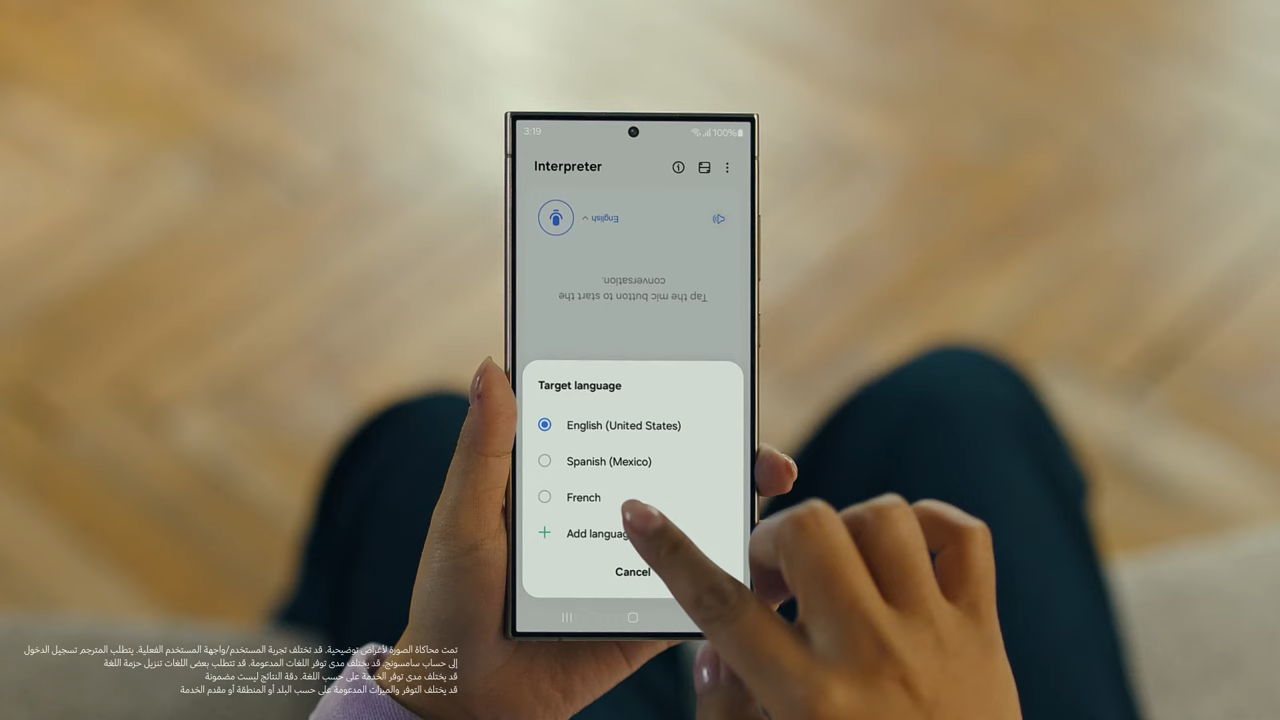 3:19
100%
Interpreter
English
Tap the mic button to start the
conversation.
Target language
English (United States)
Spanish (Mexico)
French
Add languag
Cancel
تمت محاكاة الصورة لأغراض توضيحية. قد تختلف تجربة المستخدم/واجهة المستخدم الفعلية. يتطلب المترجم تسجيل الدخول
إلى حساب سامسونج. قد يختلف مدى توفر اللغات المدعومة. قد تتطلب بعض اللغات تنزيل حزمة اللغة
قد يختلف مدى توفر الخدمة على حسب اللغة. دقة النتائج ليست مضمونة
قد يختلف التوفر والميزات المدعومة على حسب البلد أو المنطقة أو مقدم الخدمة